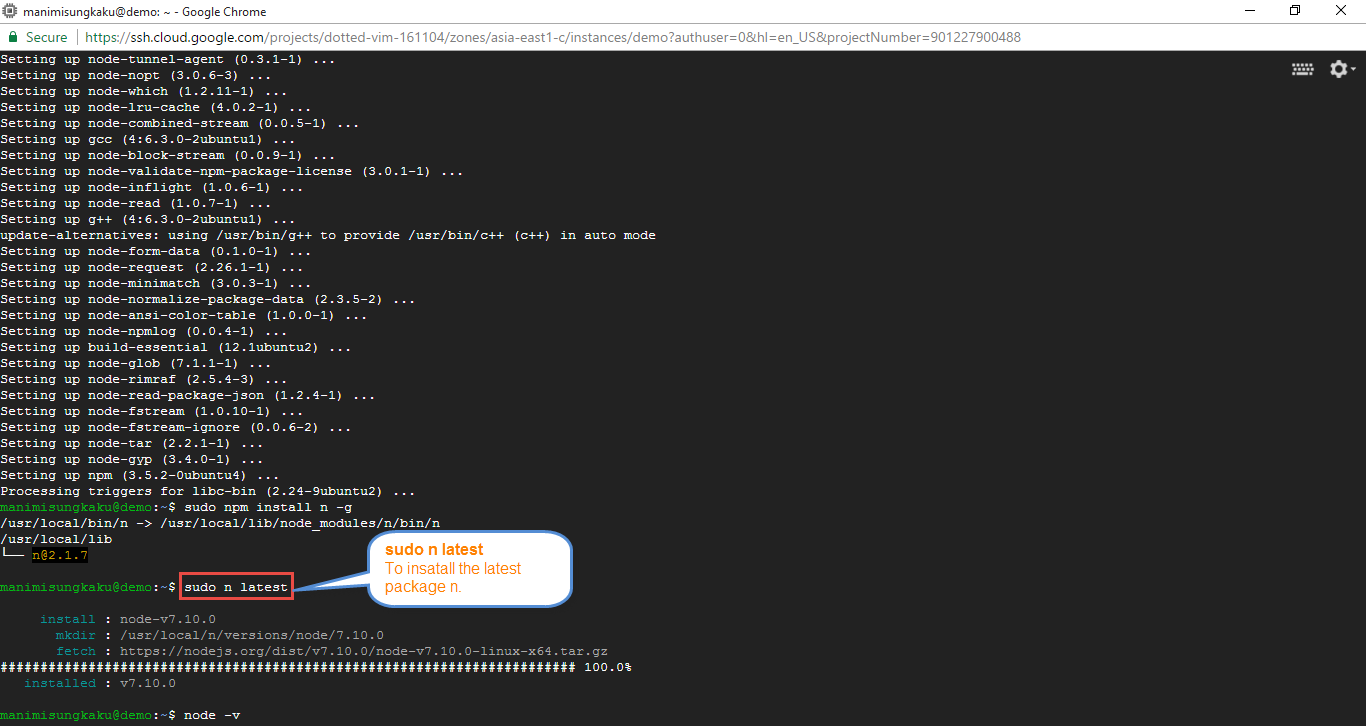 manimisungkaku@demo: ~ - Google Chrome
Secure https://ssh.cloud.google.com/projects/dotted-vim-161104/zones/asia-east1-c/instances/demo?authuser=0&hl=en_US&projectNumber=901227900488
Setting up node-tunnel-agent (0.3.1-1) ...
Setting up node-nopt (3.0.6-3) ...
Setting up node-which (1.2.11-1) ...
Setting up node-lru-cache (4.0.2-1) ...
Setting up node-combined-stream (0.0.5-1) ...
Setting up gcc (4:6.3.0-2ubuntu1) ...
Setting up node-block-stream (0.0.9-1) ...
Setting up node-validate-npm-package-license (3.0.1-1) ...
Setting up node-inflight (1.0.6-1) ...
Setting up node-read (1.0.7-1) ...
Setting up g++ (4:6.3.0-2ubuntu1) ...
update-alternatives: using /usr/bin/g++ to provide /usr/bin/c++ (c++) in auto mode
Setting up node-form-data (0.1.0-1) ...
Setting up node-request (2.26.1-1) ...
Setting up node-minimatch (3.0.3-1) ...
Setting up node-normalize-package-data (2.3.5-2) ...
Setting up node-ansi-color-table (1.0.0-1) ...
Setting up node-npmlog (0.0.4-1) ...
Setting up build-essential (12.1ubuntu2) ...
Setting up node-glob (7.1.1-1) ...
Setting up node-rimraf (2.5.4-3) ...
Setting up node-read-package-json (1.2.4-1) ...
Setting up node-fstream (1.0.10-1) ...
Setting up node-fstream-ignore (0.0.6-2) ...
Setting up node-tar (2.2.1-1) ...
Setting up node-gyp (3.4.0-1) ...
Setting up npm (3.5.2-0ubuntu4) ...
Processing triggers for libc-bin (2.24-9ubuntu2) ...
manimisungkaku@demo:~$ sudo npm install n -g
/usr/local/bin/n -> /usr/local/lib/node_modules/n/bin/n
/usr/local/lib
└── n@2.1.7
manimisungkaku@demo:~$ sudo n latest
sudo n latest
To insatall the latest
package n.
install : node-v7.10.0
mkdir : /usr/local/n/versions/node/7.10.0
fetch : https://nodejs.org/dist/v7.10.0/node-v7.10.0-linux-x64.tar.gz
######################################################################## 100.0%
installed : v7.10.0
manimisungkaku@demo:~$ node -v